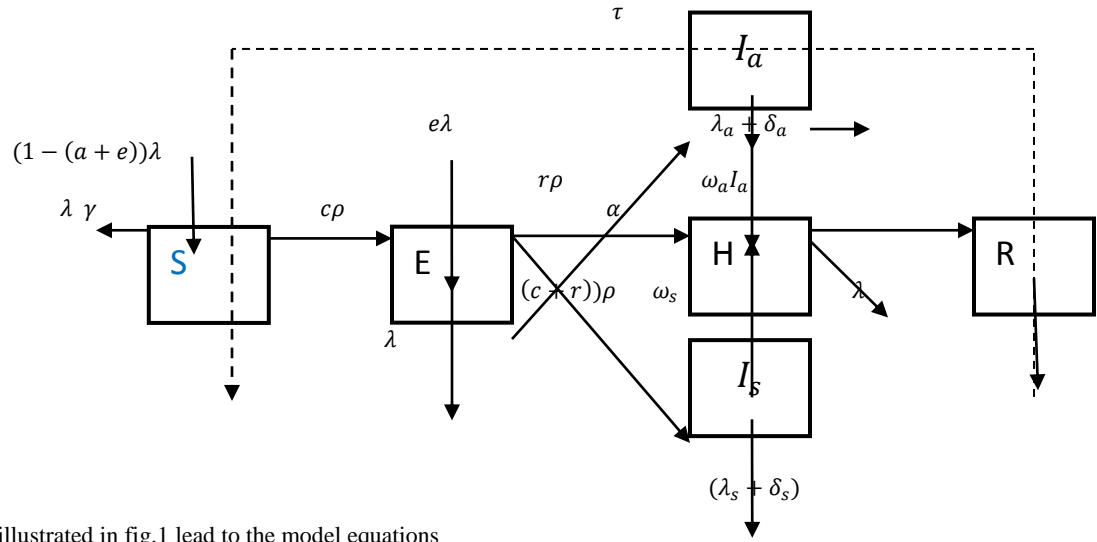 τ
I_a
eλ
λ_a + δ_a
(1 − (a + e))λ
rρ
ω_a I_a
λ γ
cρ
α
S
E
H
R
(c + r))ρ
ω_s
λ
λ
I_s
(λ_s + δ_s)
illustrated in fig.1 lead to the model equations